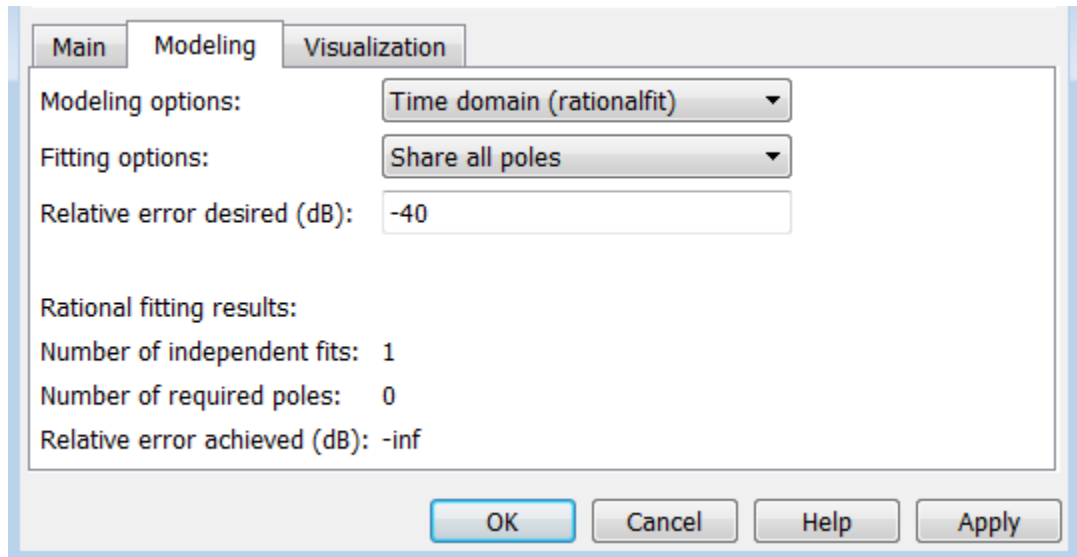 Main Modeling Visualization
Modeling options: Time domain (rationalfit)
Fitting options: Share all poles
Relative error desired (dB): -40
Rational fitting results:
Number of independent fits: 1
Number of required poles: 0
Relative error achieved (dB): -inf
OK Cancel Help Apply